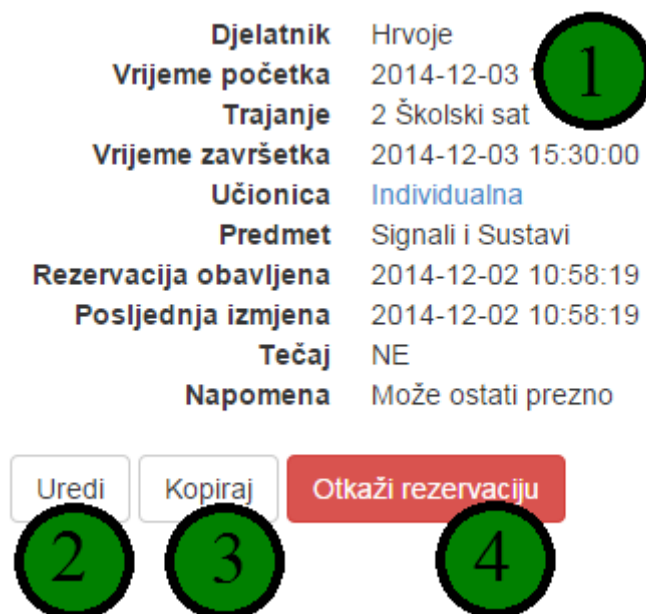 Djelatnik Hrvoje
Vrijeme početka 2014-12-03
1
Trajanje 2 Školski sat
Vrijeme završetka 2014-12-03 15:30:00
Učionica Individualna
Predmet Signali i Sustavi
Rezervacija obavljena 2014-12-02 10:58:19
Posljednja izmjena 2014-12-02 10:58:19
Tečaj NE
Napomena Može ostati prezno
Uredi Kopiraj Otkaži rezervaciju
2 3 4